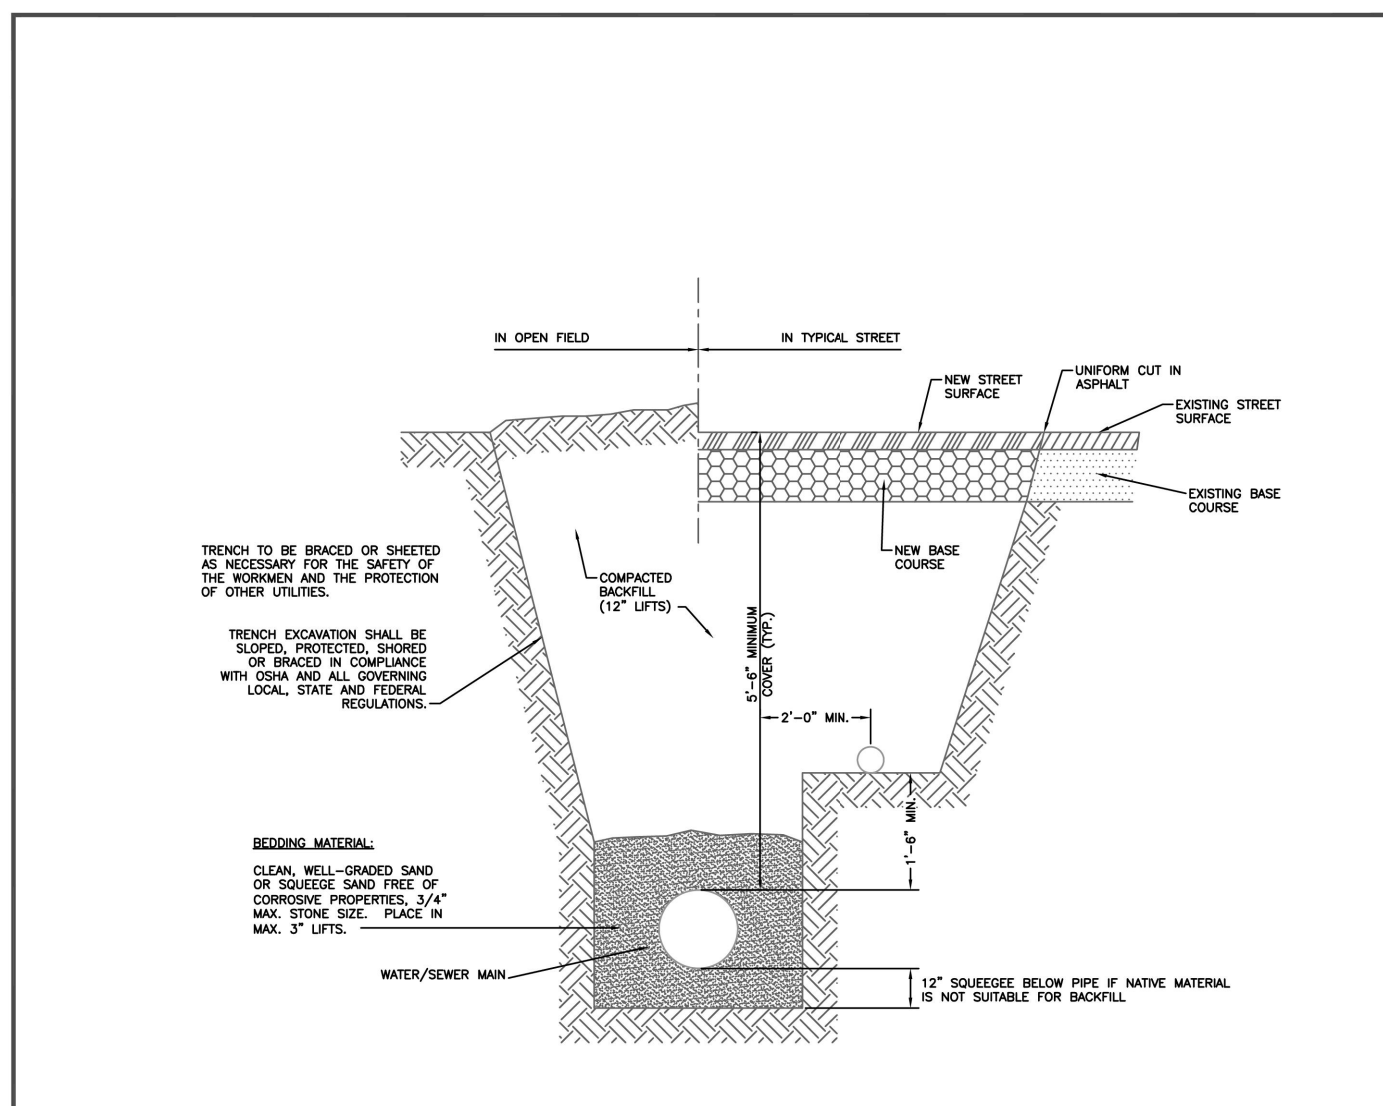 IN OPEN FIELD
IN TYPICAL STREET
NEW STREET
SURFACE
UNIFORM CUT IN
ASPHALT
EXISTING STREET
SURFACE
EXISTING BASE
COURSE
NEW BASE
COURSE
TRENCH TO BE BRACED OR SHEETED
AS NECESSARY FOR THE SAFETY OF
THE WORKMEN AND THE PROTECTION
OF OTHER UTILITIES.
COMPACTED
BACKFILL
(12" LIFTS)
TRENCH EXCAVATION SHALL BE
SLOPED, PROTECTED, SHORED
OR BRACED IN COMPLIANCE
WITH OSHA AND ALL GOVERNING
LOCAL, STATE AND FEDERAL
REGULATIONS.
5'-6" MINIMUM
COVER (TYP.)
2'-0" MIN.
1'-6" MIN.
BEDDING MATERIAL:
CLEAN, WELL-GRADED SAND
OR SQUEEGE SAND FREE OF
CORROSIVE PROPERTIES, 3/4"
MAX. STONE SIZE. PLACE IN
MAX. 3" LIFTS.
WATER/SEWER MAIN
12" SQUEEGEE BELOW PIPE IF NATIVE MATERIAL
IS NOT SUITABLE FOR BACKFILL